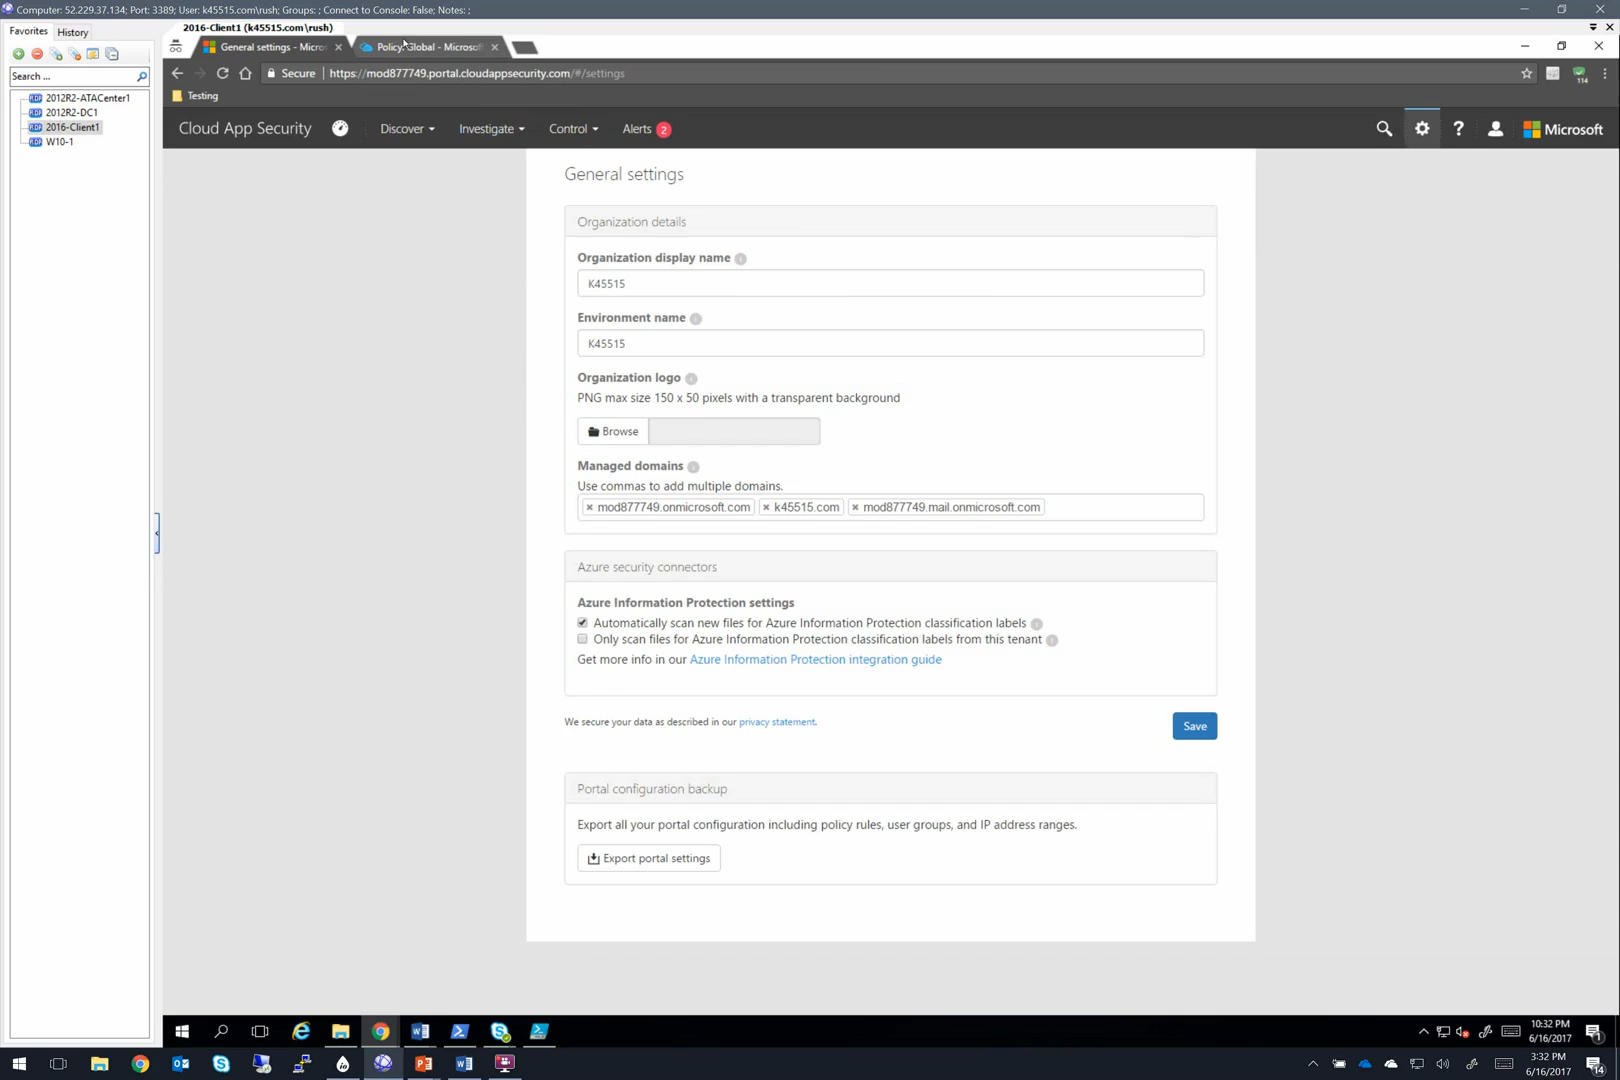 Computer: 52.229.37.134; Port: 3389; User: k45515.com\rush; Groups: ; Connect to Console: False; Notes: ;
Favorites History
2016-Client1 (k45515.com\rush)
General settings - Micros
Policy: Global - Microsoft
Search ...
Secure https://mod877749.portal.cloudappsecurity.com/#/settings
114
Testing
2012R2-ATACenter1
2012R2-DC1
2016-Client1
W10-1
Cloud App Security Discover Investigate Control Alerts 2 ? Microsoft
General settings
Organization details
Organization display name
K45515
Environment name
K45515
Organization logo
PNG max size 150 x 50 pixels with a transparent background
Browse
Managed domains
Use commas to add multiple domains.
× mod877749.onmicrosoft.com × k45515.com × mod877749.mail.onmicrosoft.com
Azure security connectors
Azure Information Protection settings
Automatically scan new files for Azure Information Protection classification labels
Only scan files for Azure Information Protection classification labels from this tenant
Get more info in our Azure Information Protection integration guide
We secure your data as described in our privacy statement.
Save
Portal configuration backup
Export all your portal configuration including policy rules, user groups, and IP address ranges.
Export portal settings
10:32 PM
6/16/2017
1
3:32 PM
6/16/2017
14